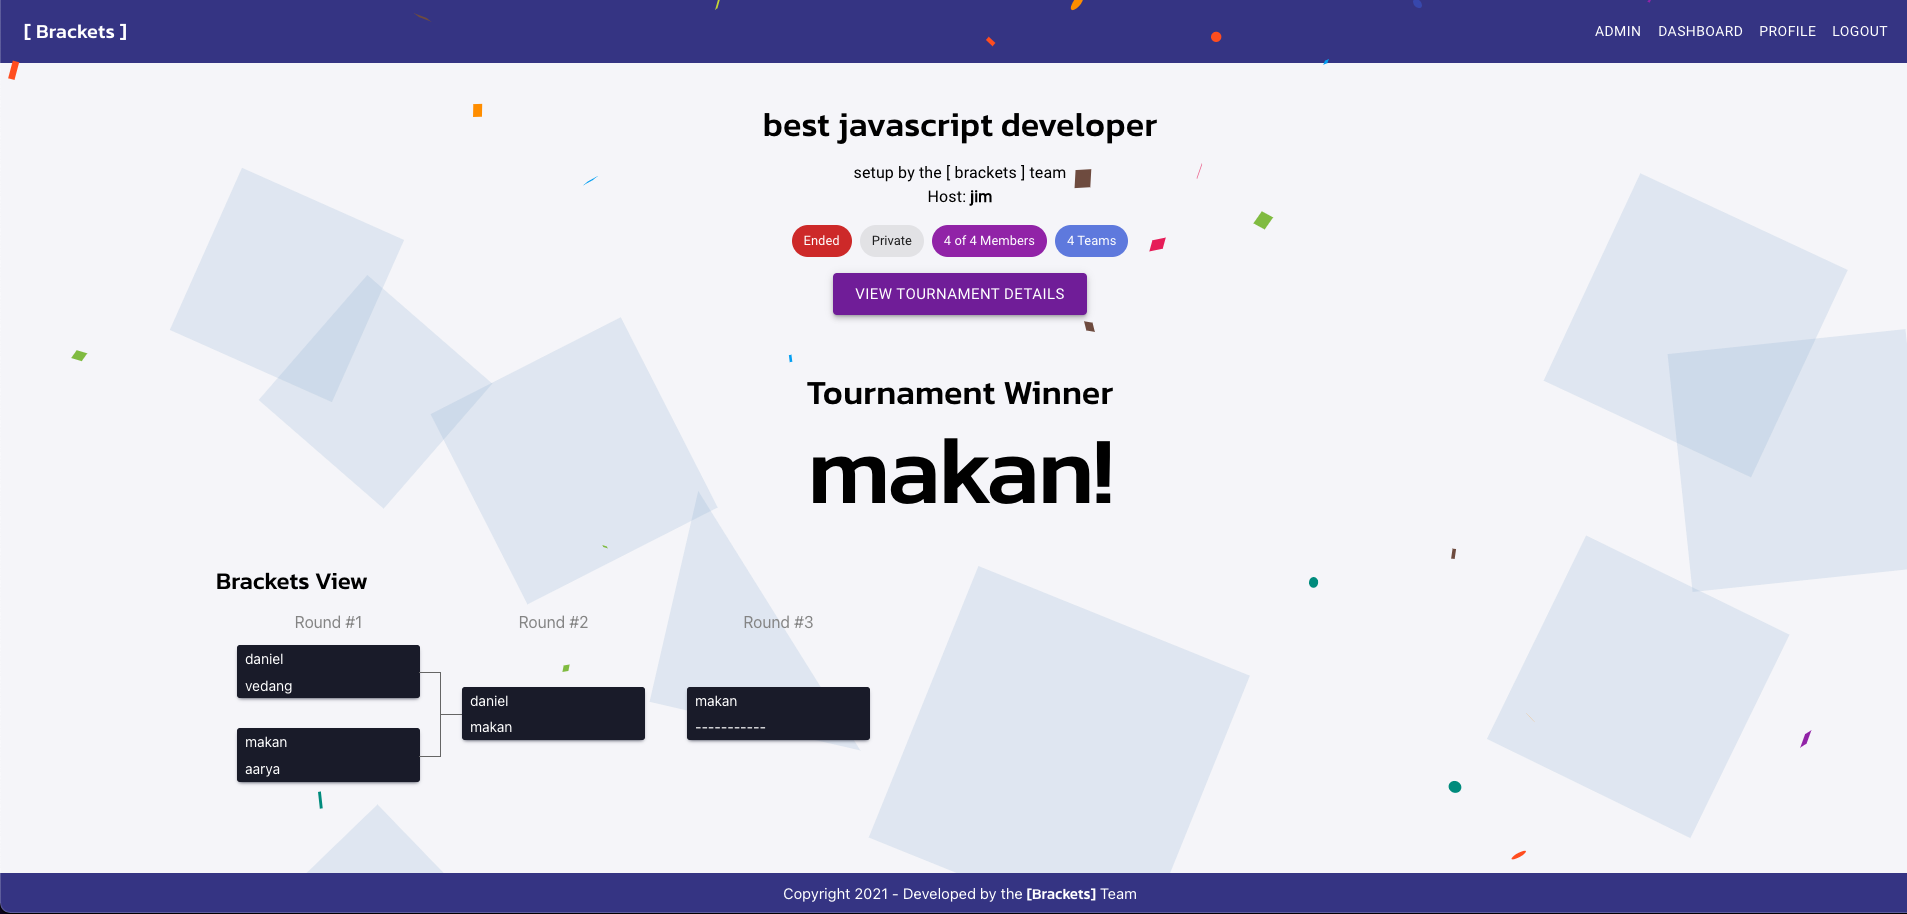 [ Brackets ]
ADMIN DASHBOARD PROFILE LOGOUT
best javascript developer
setup by the [ brackets ] team
Host: jim
Ended Private 4 of 4 Members 4 Teams
VIEW TOURNAMENT DETAILS
Tournament Winner
makan!
Brackets View
Round #1 Round #2 Round #3
daniel
vedang
makan
aarya
daniel
makan
makan
-----------
Copyright 2021 - Developed by the [Brackets] Team